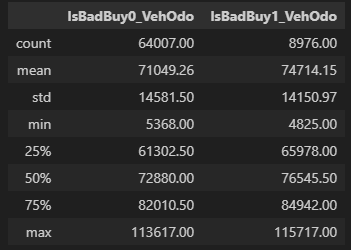 IsBadBuy0_VehOdo IsBadBuy1_VehOdo
count 64007.00 8976.00
mean 71049.26 74714.15
std 14581.50 14150.97
min 5368.00 4825.00
25% 61302.50 65978.00
50% 72880.00 76545.50
75% 82010.50 84942.00
max 113617.00 115717.00